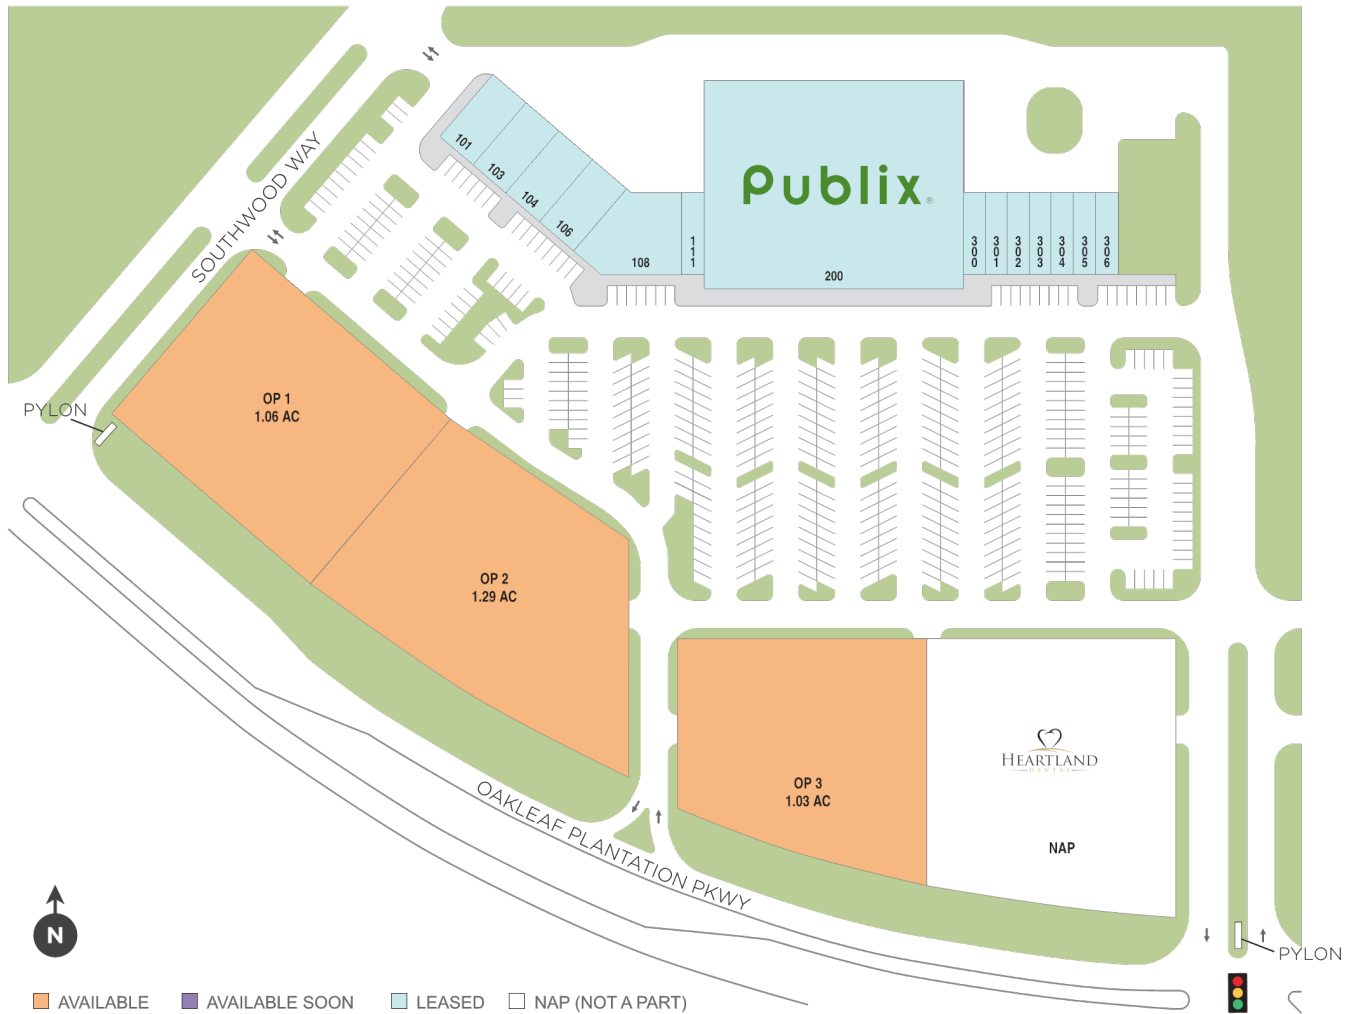 SOUTHWOOD WAY
101
103
104
106
108
111
Publix®
200
300
301
302
303
304
305
306
OP 1
1.06 AC
PYLON
OP 2
1.29 AC
OP 3
1.03 AC
HEARTLAND
DENTAL
NAP
OAKLEAF PLANTATION PKWY
N
PYLON
AVAILABLE
AVAILABLE SOON
LEASED
NAP (NOT A PART)